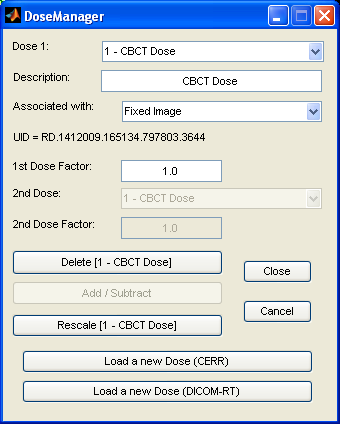 DoseManager
Dose 1:
1 - CBCT Dose
Description:
CBCT Dose
Associated with:
Fixed Image
UID = RD.1412009.165134.797803.3644
1st Dose Factor:
1.0
2nd Dose:
1 - CBCT Dose
2nd Dose Factor:
1.0
Delete [1 - CBCT Dose]
Close
Add / Subtract
Cancel
Rescale [1 - CBCT Dose]
Load a new Dose (CERR)
Load a new Dose (DICOM-RT)